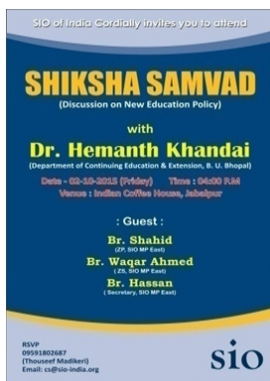 SIO of India Cordially invites you to attend
SHIKSHA SAMVAD
(Discussion on New Education Policy)
with
Dr. Hemanth Khandai
(Department of Continuing Education & Extension, B. U. Bhopal)
Date - 02-10-2015 (Friday) Time : 04:00 P.M
Venue : Indian Coffee House, Jabalpur
: Guest :
Br. Shahid
(ZP, SIO MP East)
Br. Waqar Ahmed
( ZS, SIO MP East)
Br. Hassan
( Secretary, SIO MP East)
RSVP
09591802687
(Thouseef Madikeri)
Email: cs@sio-india.org
sio